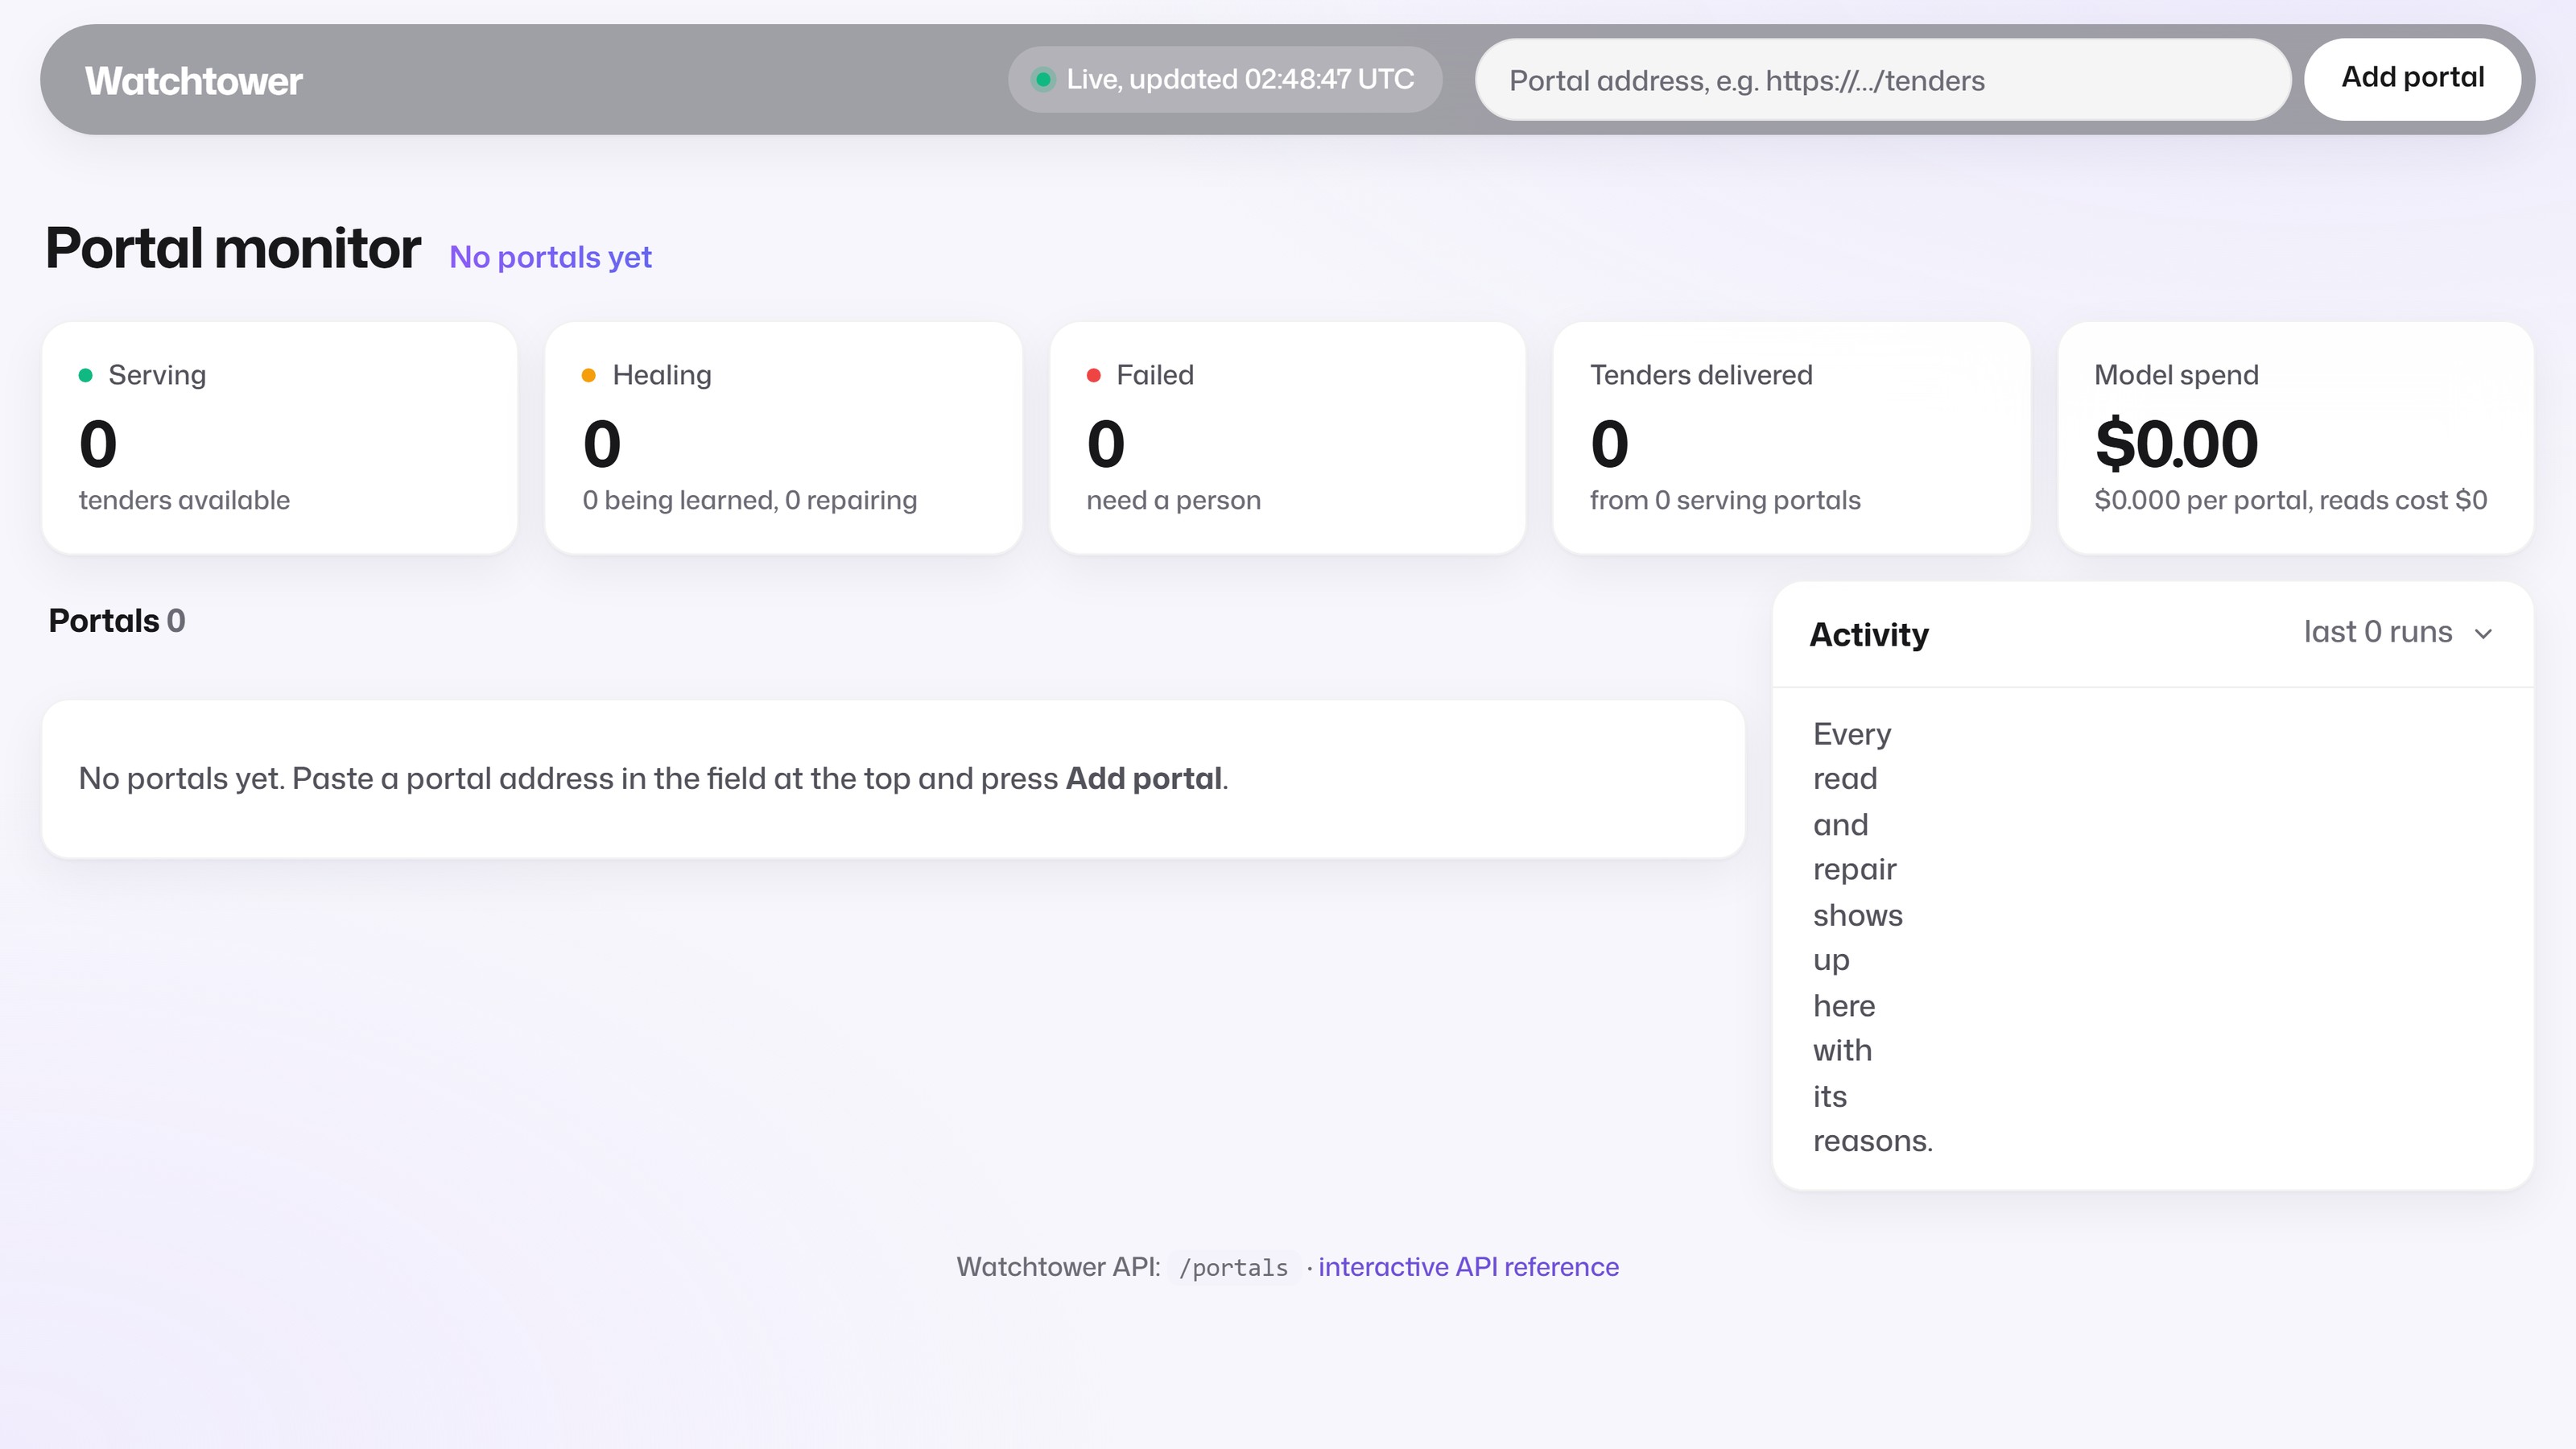 Watchtower
Live, updated 02:48:47 UTC
Portal address, e.g. https://.../tenders
Add portal
Portal monitor
No portals yet
Serving
0
tenders available
Healing
0
0 being learned, 0 repairing
Failed
0
need a person
Tenders delivered
0
from 0 serving portals
Model spend
$0.00
$0.000 per portal, reads cost $0
Portals 0
No portals yet. Paste a portal address in the field at the top and press Add portal.
Activity
last 0 runs
Every
read
and
repair
shows
up
here
with
its
reasons.
Watchtower API: /portals · interactive API reference